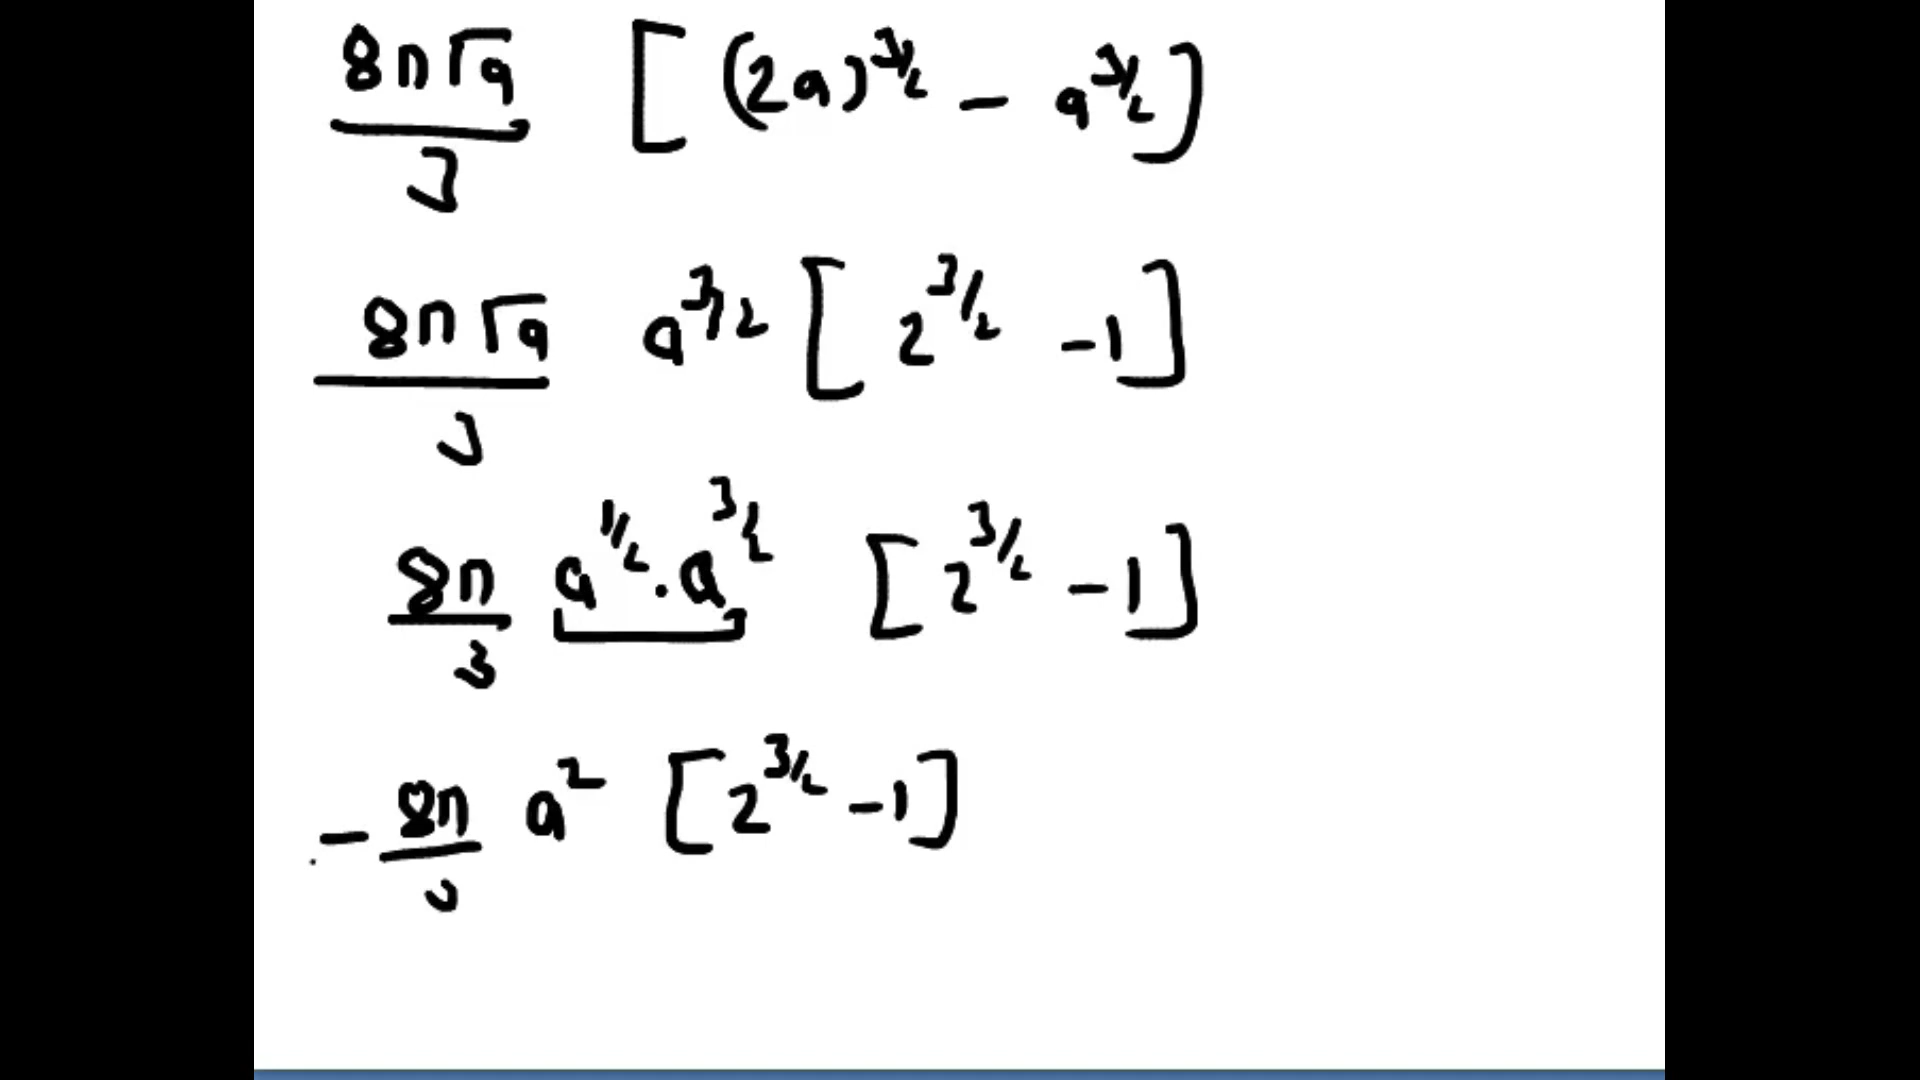 8π√a/3 [(2a)^3/2 - a^3/2]
8π√a/3 a^3/2 [2^3/2 - 1]
8π/3 a^1/2 . a^3/2 [2^3/2 - 1]
- 8π/3 a^2 [2^3/2 - 1]